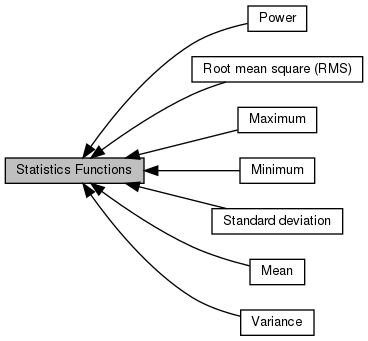 Power
Root mean square (RMS)
Maximum
Statistics Functions
Minimum
Standard deviation
Mean
Variance